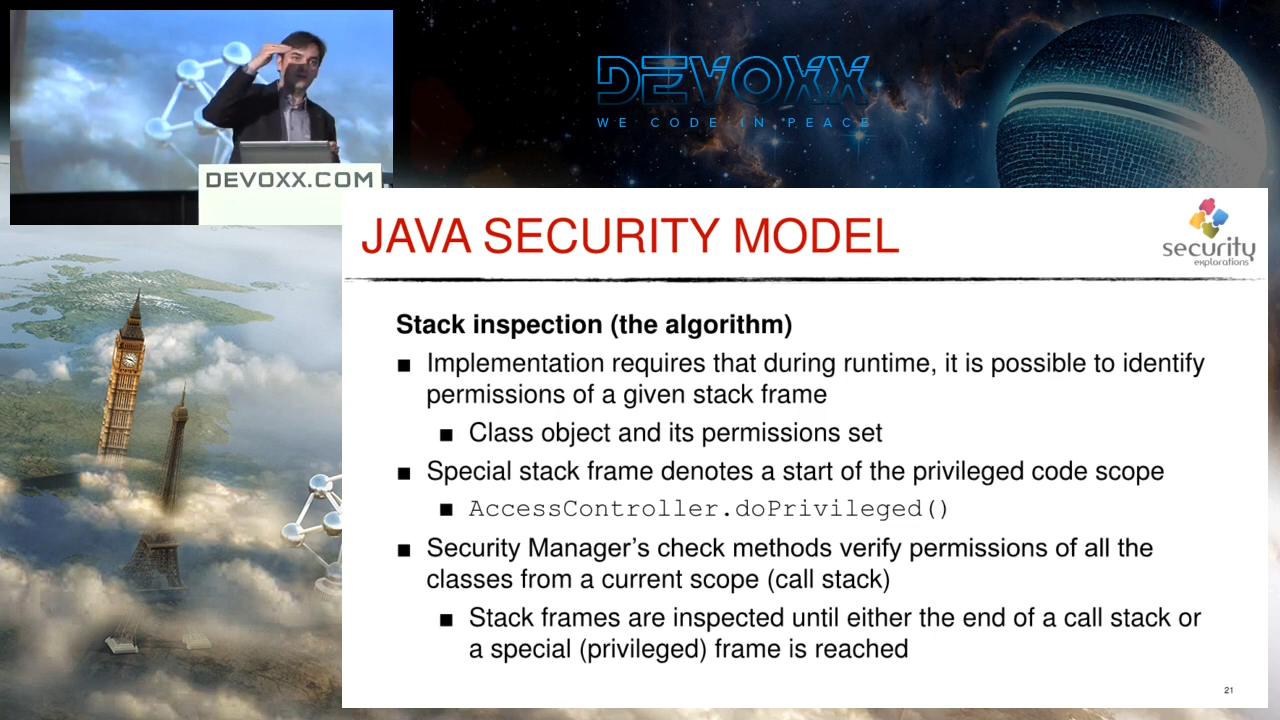 DEVOXX
WE CODE IN PEACE
DEVOXX.COM
JAVA SECURITY MODEL
security
explorations
Stack inspection (the algorithm)
■ Implementation requires that during runtime, it is possible to identify
permissions of a given stack frame
■ Class object and its permissions set
■ Special stack frame denotes a start of the privileged code scope
■ AccessController.doPrivileged()
■ Security Manager’s check methods verify permissions of all the
classes from a current scope (call stack)
■ Stack frames are inspected until either the end of a call stack or
a special (privileged) frame is reached
21